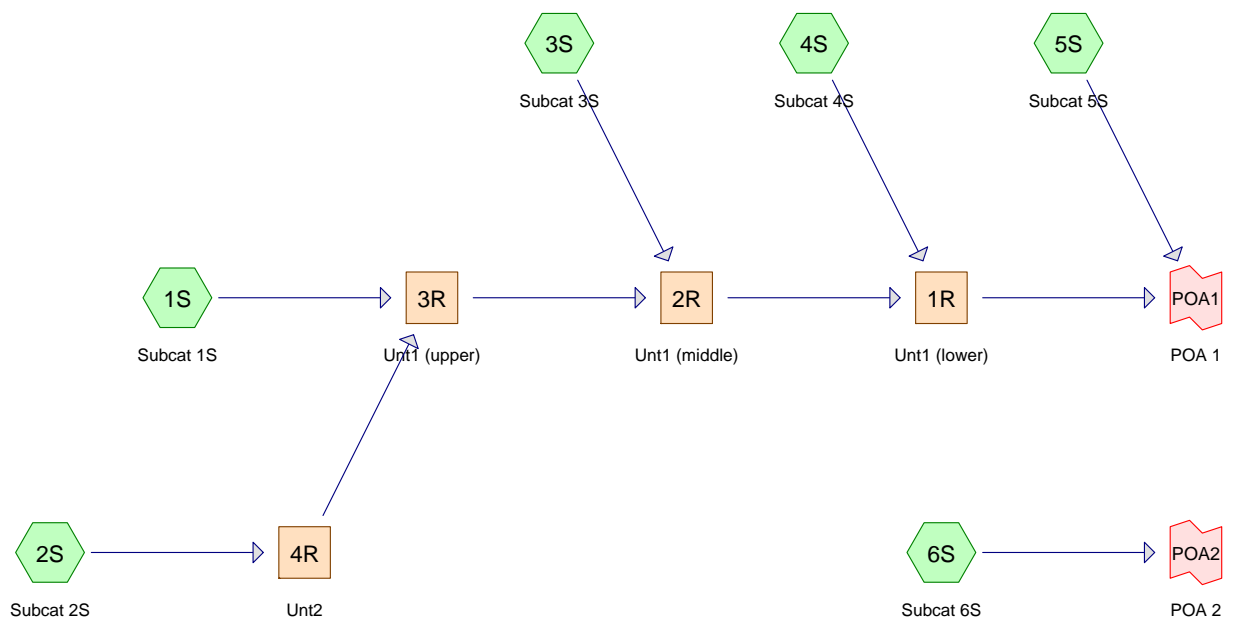 3S
Subcat 3S
4S
Subcat 4S
5S
Subcat 5S
1S
Subcat 1S
3R
Unt1 (upper)
2R
Unt1 (middle)
1R
Unt1 (lower)
POA1
POA 1
2S
Subcat 2S
4R
Unt2
6S
Subcat 6S
POA2
POA 2